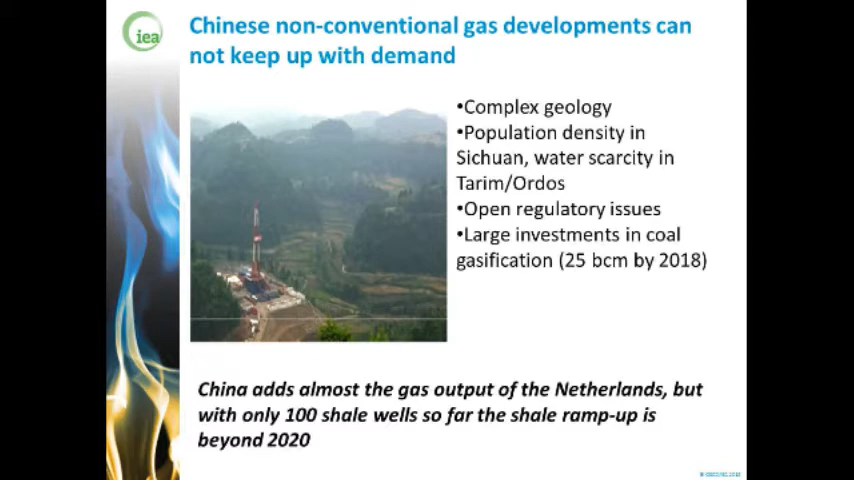 iea
Chinese non-conventional gas developments can
not keep up with demand
•Complex geology
•Population density in
Sichuan, water scarcity in
Tarim/Ordos
•Open regulatory issues
•Large investments in coal
gasification (25 bcm by 2018)
China adds almost the gas output of the Netherlands, but
with only 100 shale wells so far the shale ramp-up is
beyond 2020